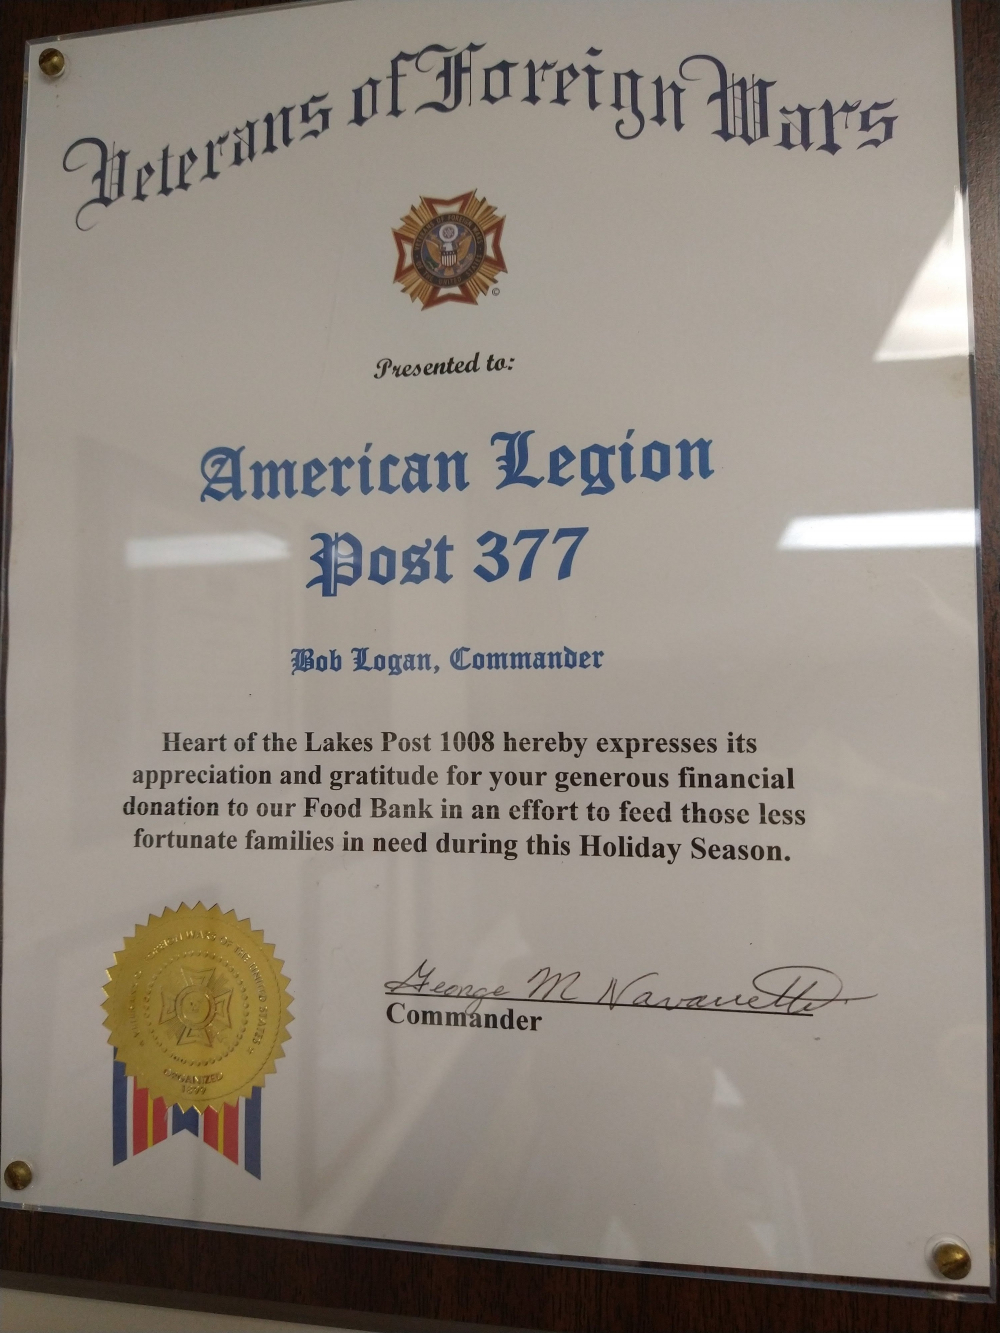 Veterans of Foreign Wars
©
Presented to:
American Legion
Post 377
Bob Logan, Commander
Heart of the Lakes Post 1008 hereby expresses its
appreciation and gratitude for your generous financial
donation to our Food Bank in an effort to feed those less
fortunate families in need during this Holiday Season.
George M Navarrette
Commander
ORGANIZED
1899